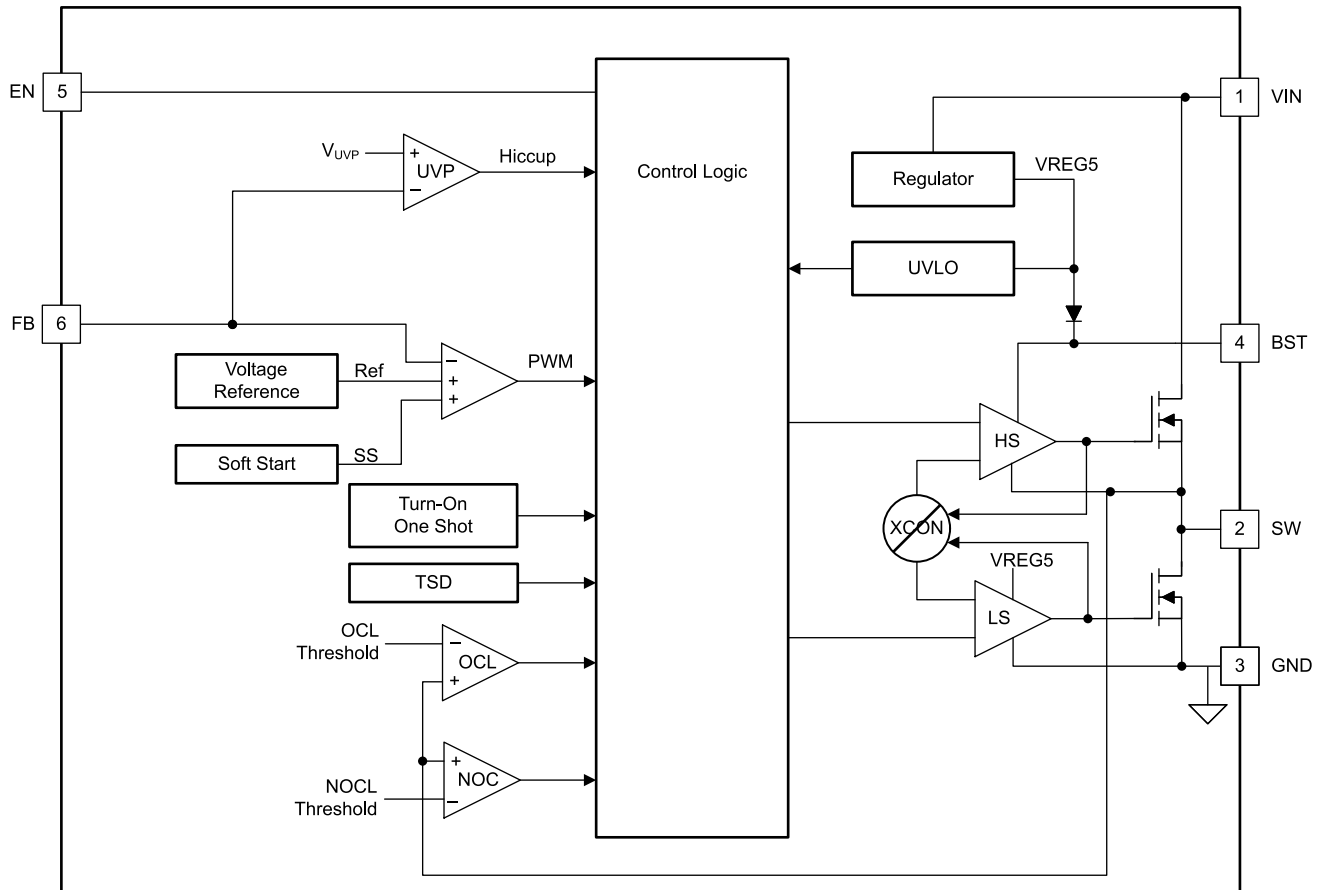 EN 5
1 VIN
V_UVP + UVP − Hiccup
Control Logic
Regulator
VREG5
UVLO
FB 6
4 BST
Voltage
Reference
Ref
−
+
+
PWM
Soft Start
SS
HS
Turn-On
One Shot
XCON
2 SW
TSD
VREG5
LS
OCL
Threshold
−
OCL
+
3 GND
+
NOC
−
NOCL
Threshold